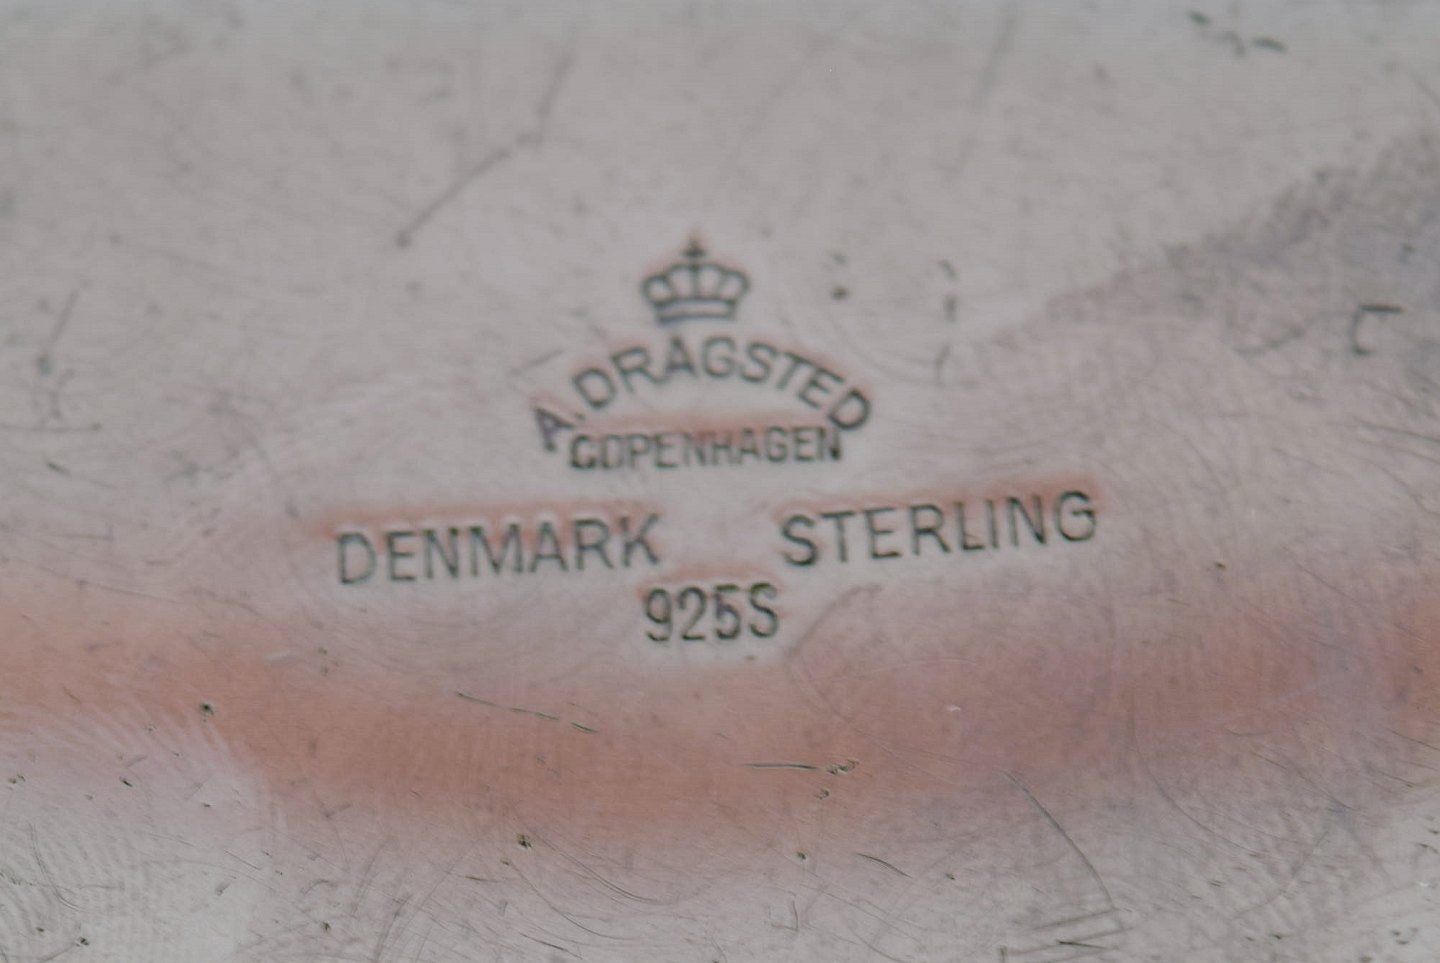 A. DRAGSTED
COPENHAGEN
DENMARK STERLING
925S